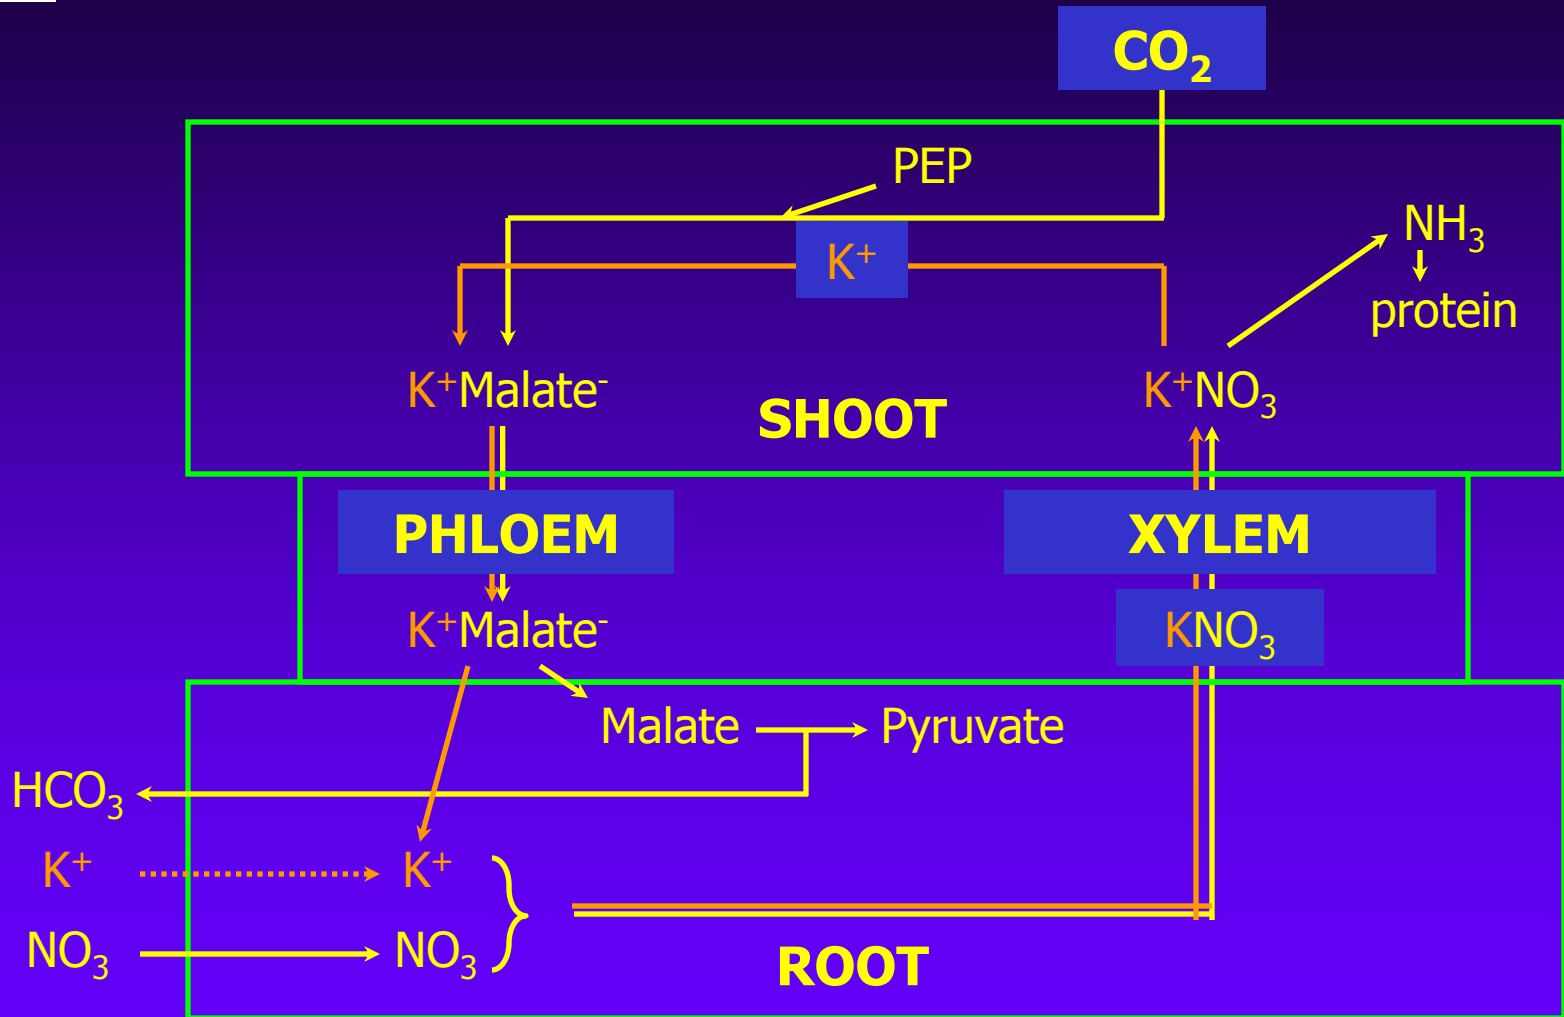 CO₂
PEP
NH₃
K⁺
protein
K⁺Malate⁻
K⁺NO₃
SHOOT
PHLOEM
XYLEM
K⁺Malate⁻
KNO₃
Malate
Pyruvate
HCO₃
K⁺
K⁺
NO₃
NO₃
ROOT